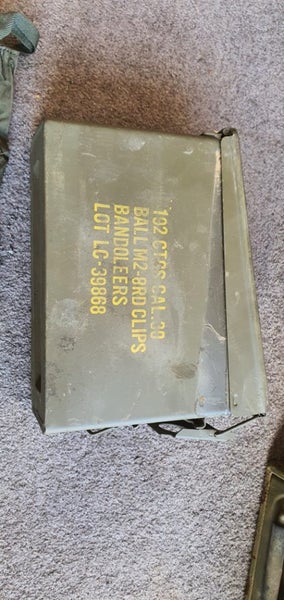 192 CTGS CAL.30
BALL M2-8RD CLIPS
BANDOLEERS
LOT LC-39868